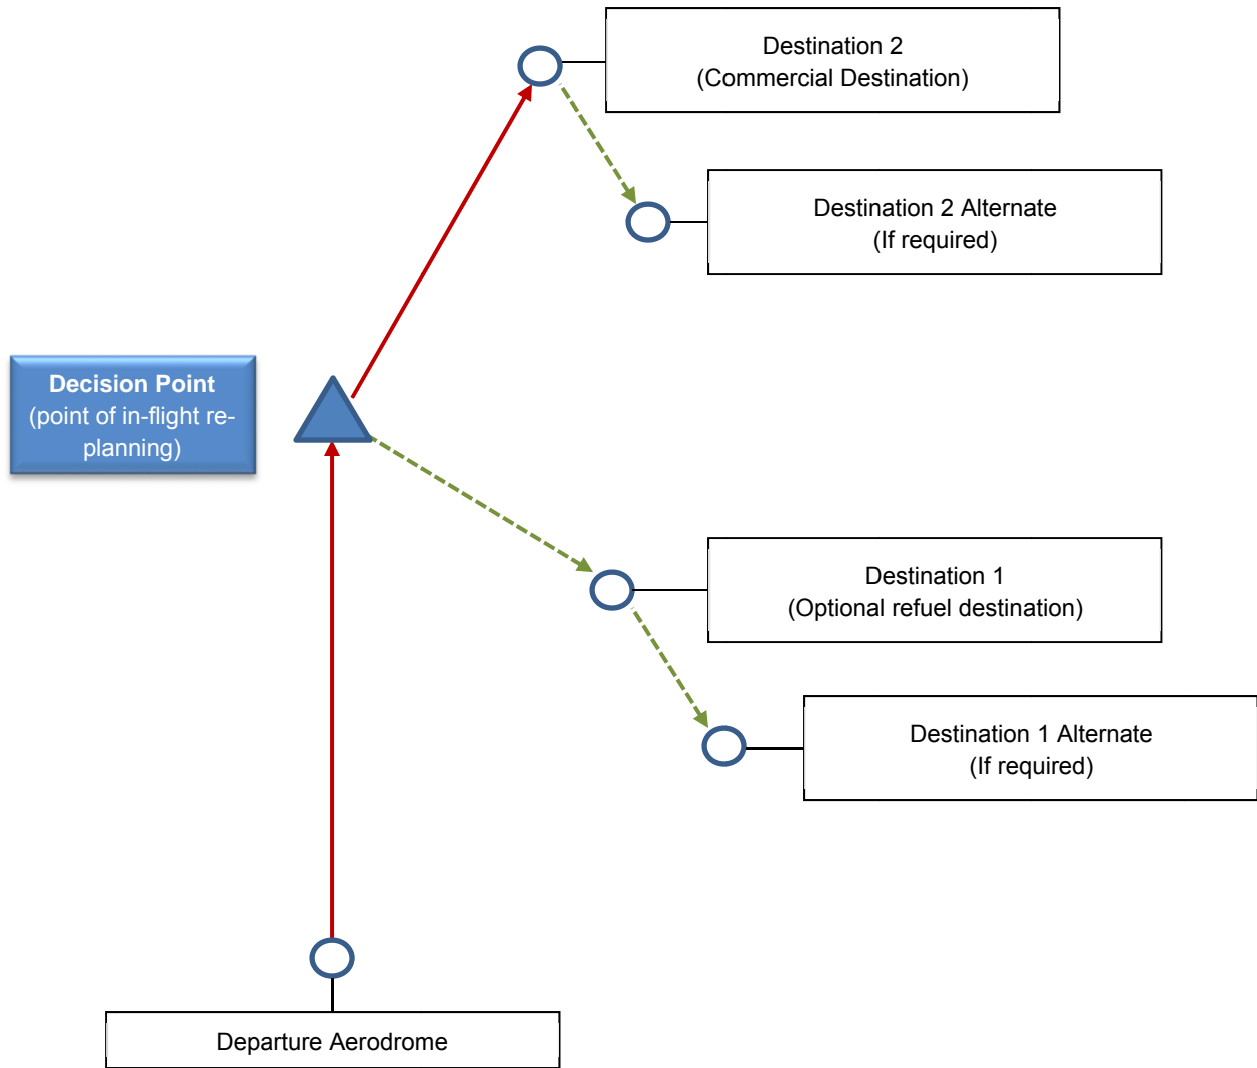 Destination 2
(Commercial Destination)
Destination 2 Alternate
(If required)
Decision Point
(point of in-flight re-
planning)
Destination 1
(Optional refuel destination)
Destination 1 Alternate
(If required)
Departure Aerodrome